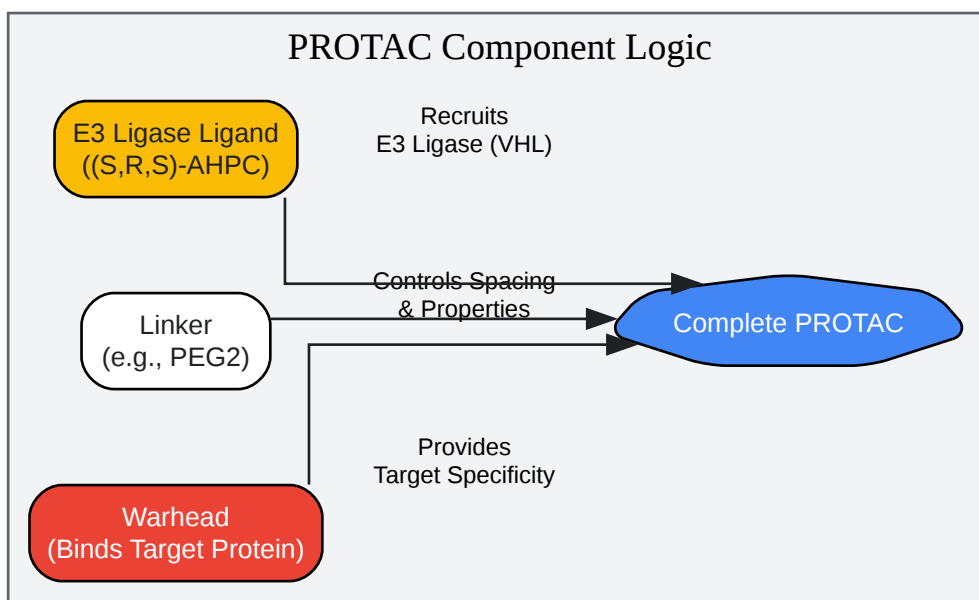 PROTAC Component Logic
E3 Ligase Ligand
((S,R,S)-AHPC)
Recruits
E3 Ligase (VHL)
Controls Spacing
& Properties
Linker
(e.g., PEG2)
Complete PROTAC
Provides
Target Specificity
Warhead
(Binds Target Protein)